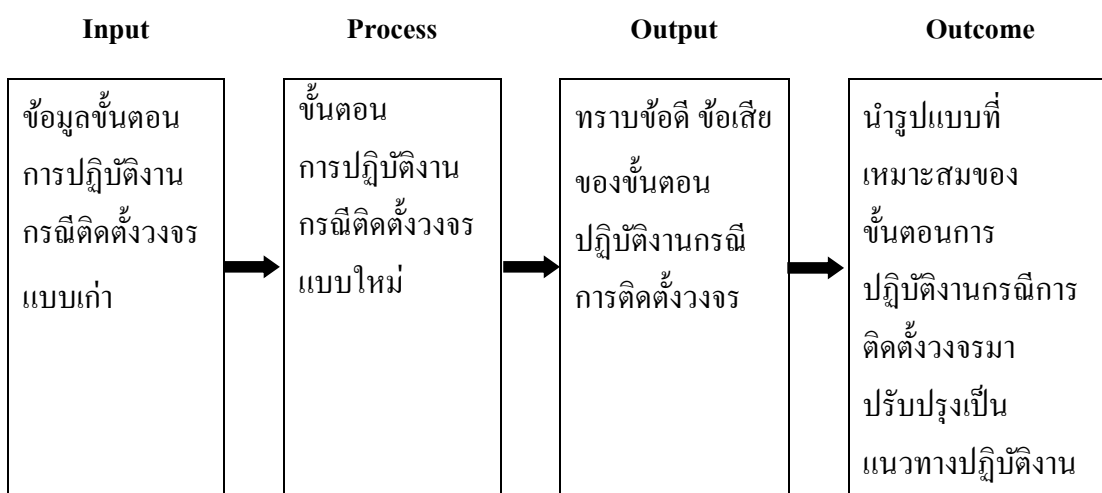 Input
Process
Output
Outcome
ข้อมูลขั้นตอน
การปฏิบัติงาน
กรณีติดตั้งวงจร
แบบเก่า
ขั้นตอน
การปฏิบัติงาน
กรณีติดตั้งวงจร
แบบใหม่
ทราบข้อดี ข้อเสีย
ของขั้นตอน
ปฏิบัติงานกรณี
การติดตั้งวงจร
นำรูปแบบที่
เหมาะสมของ
ขั้นตอนการ
ปฏิบัติงานกรณีการ
ติดตั้งวงจรมา
ปรับปรุงเป็น
แนวทางปฏิบัติงาน